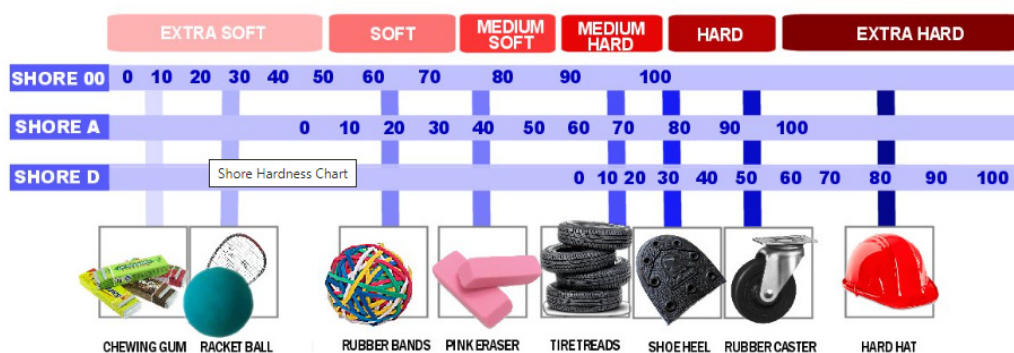 EXTRA SOFT SOFT MEDIUM SOFT MEDIUM HARD HARD EXTRA HARD
SHORE 00 0 10 20 30 40 50 60 70 80 90 100
SHORE A 0 10 20 30 40 50 60 70 80 90 100
SHORE D 0 10 20 30 40 50 60 70 80 90 100
Shore Hardness Chart
CHEWING GUM RACKET BALL RUBBER BANDS PINK ERASER TIRE TREADS SHOE HEEL RUBBER CASTER HARD HAT